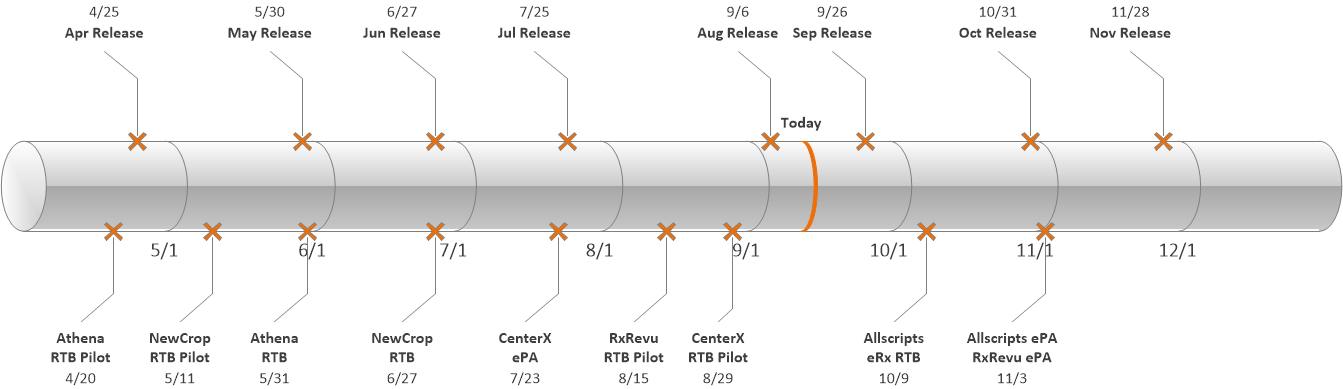 4/25
Apr Release
5/30
May Release
6/27
Jun Release
7/25
Jul Release
9/6
Aug Release
9/26
Sep Release
10/31
Oct Release
11/28
Nov Release
Today
5/1
6/1
7/1
8/1
9/1
10/1
11/1
12/1
Athena
RTB Pilot
4/20
NewCrop
RTB Pilot
5/11
Athena
RTB
5/31
NewCrop
RTB
6/27
CenterX
ePA
7/23
RxRevu
RTB Pilot
8/15
CenterX
RTB Pilot
8/29
Allscripts
eRx RTB
10/9
Allscripts ePA
RxRevu ePA
11/3